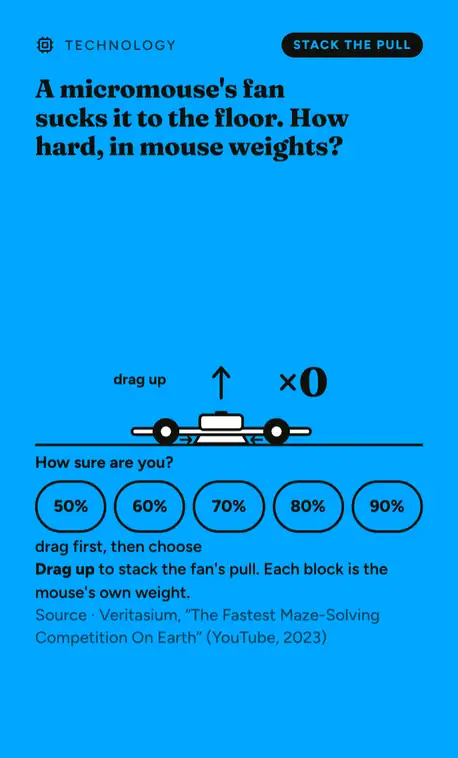 TECHNOLOGY
STACK THE PULL
A micromouse's fan
sucks it to the floor. How
hard, in mouse weights?
drag up
×0
How sure are you?
50% 60% 70% 80% 90%
drag first, then choose
Drag up to stack the fan's pull. Each block is the
mouse's own weight.
Source · Veritasium, “The Fastest Maze-Solving
Competition On Earth” (YouTube, 2023)